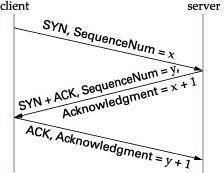 client server
SYN, SequenceNum = x
SYN + ACK, SequenceNum = y,
Acknowledgment = x + 1
ACK, Acknowledgment = y + 1